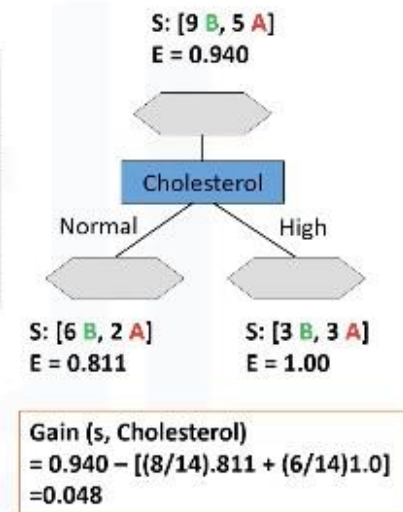 S: [9 B, 5 A]
E = 0.940
Cholesterol
Normal
High
S: [6 B, 2 A]
E = 0.811
S: [3 B, 3 A]
E = 1.00
Gain (s, Cholesterol)
= 0.940 – [(8/14).811 + (6/14)1.0]
=0.048